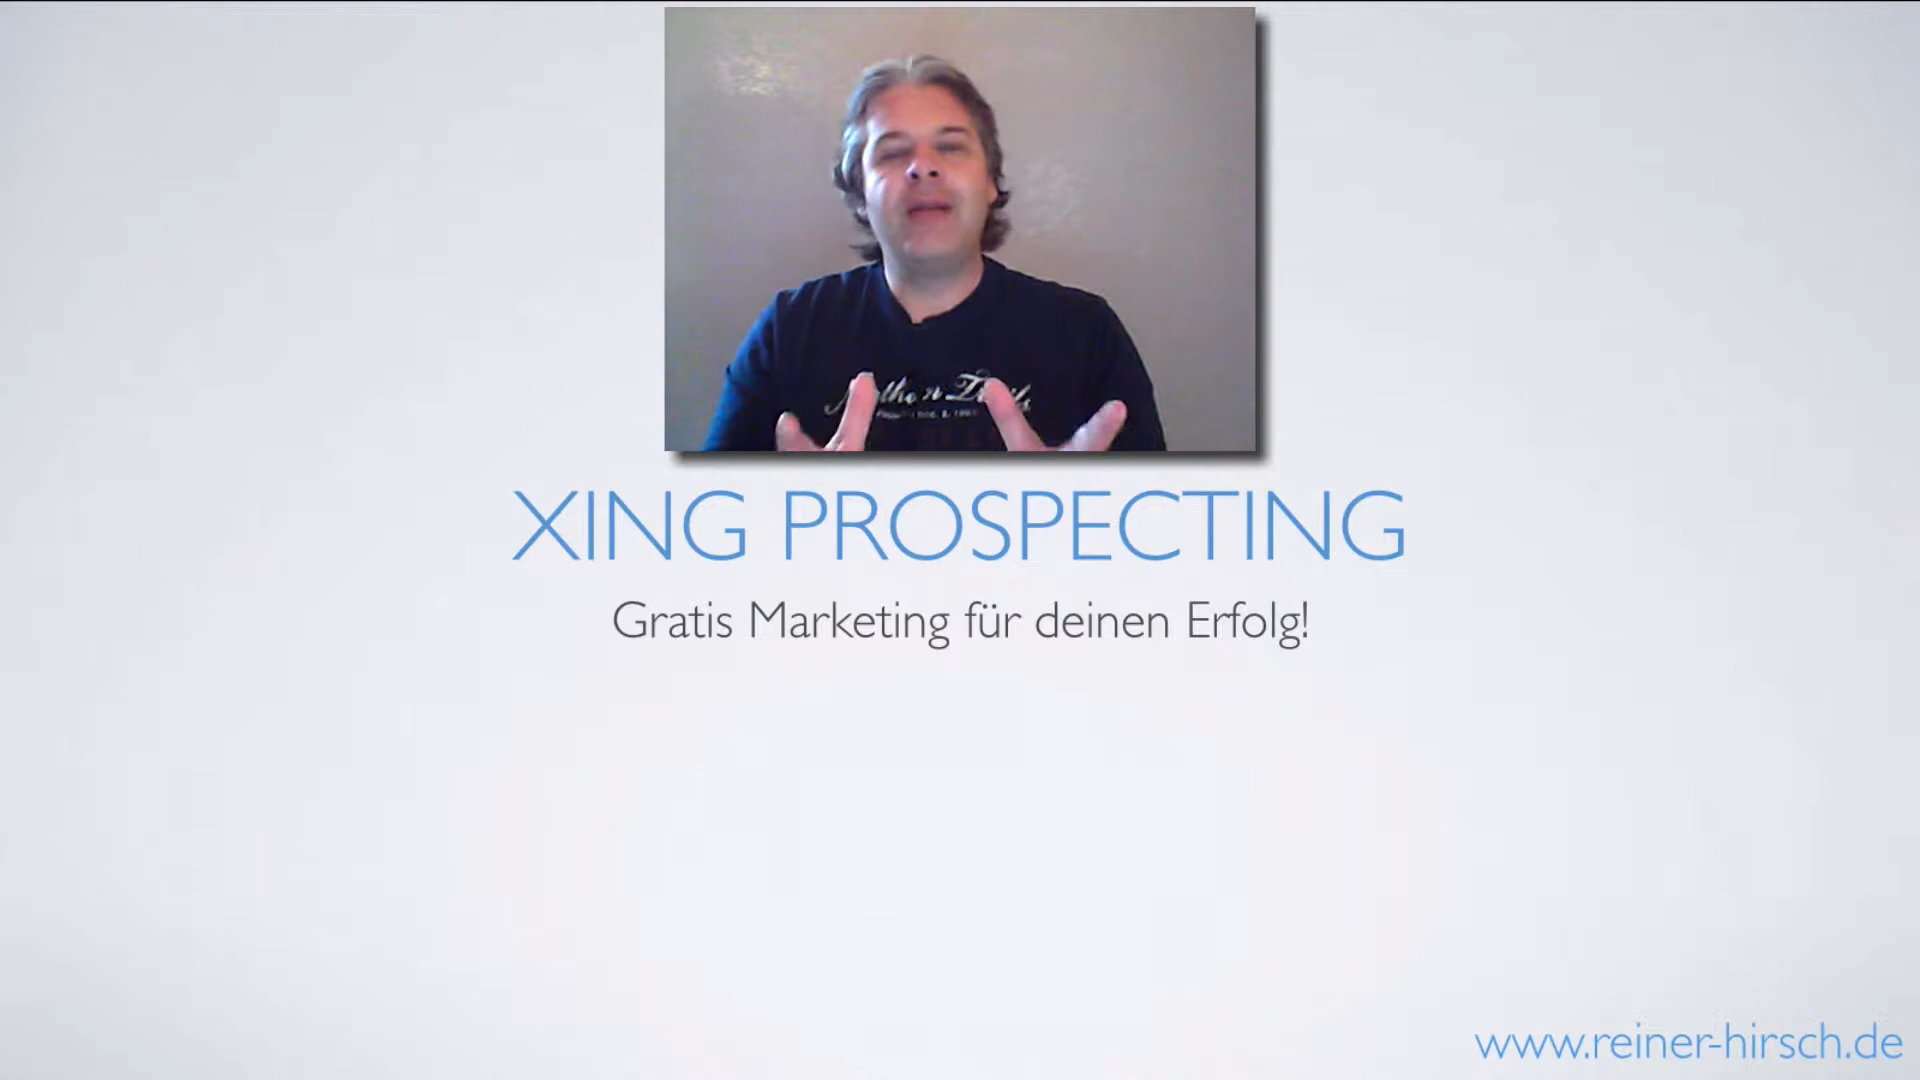 XING PROSPECTING
Gratis Marketing für deinen Erfolg!
www.reiner-hirsch.de